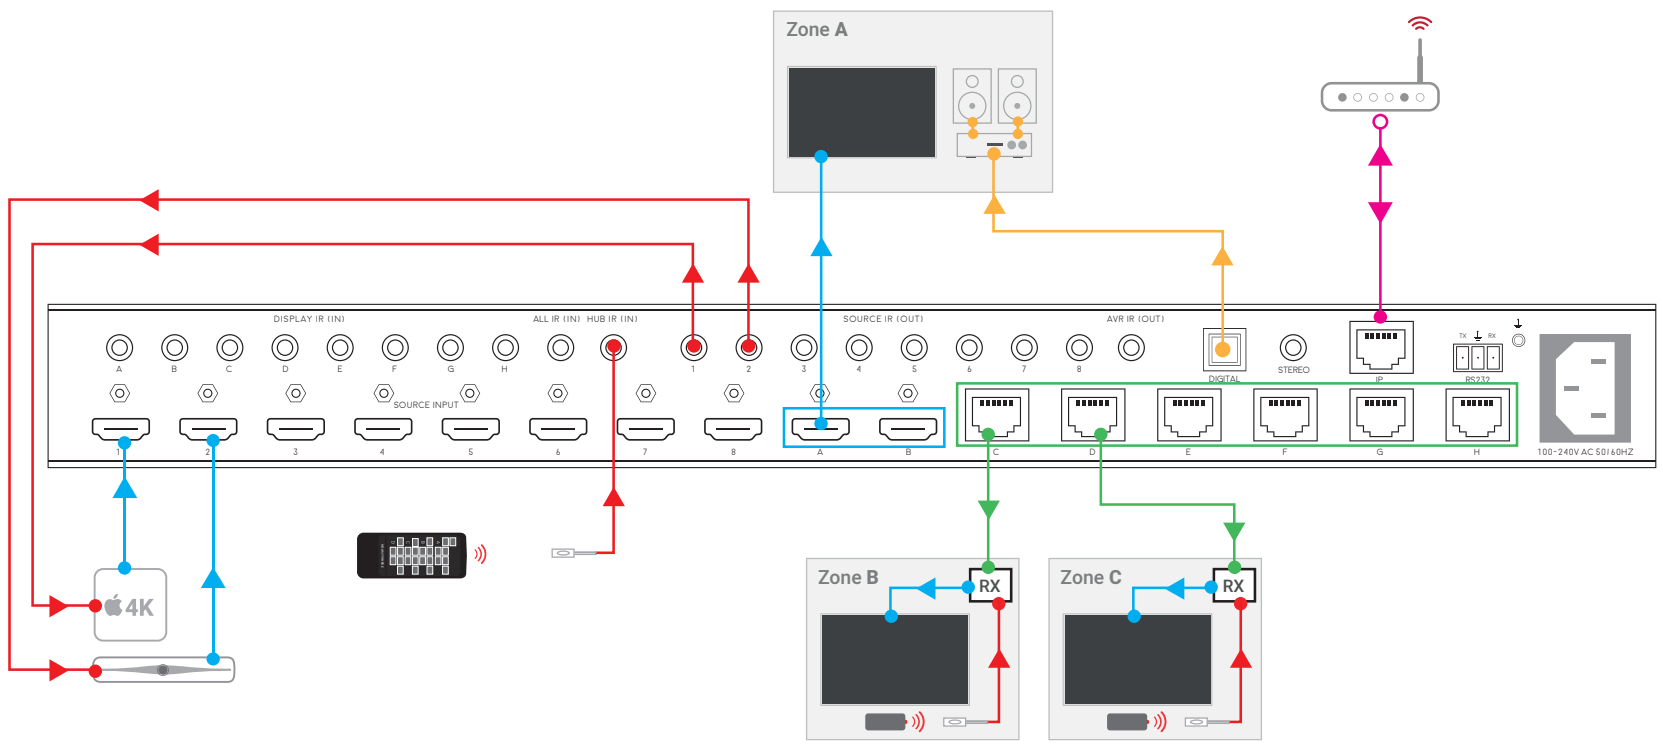 Zone A
DISPLAY IR (IN)
ALL IR (IN) HUB IR (IN)
SOURCE IR (OUT)
AVR IR (OUT)
A B C D E F G H
1 2 3 4 5 6 7 8
DIGITAL
STEREO
IP
TX RX
RS232
SOURCE INPUT
1 2 3 4 5 6 7 8 A B C D E F G H
100-240V AC 50/60HZ
4K
Zone B
RX
Zone C
RX